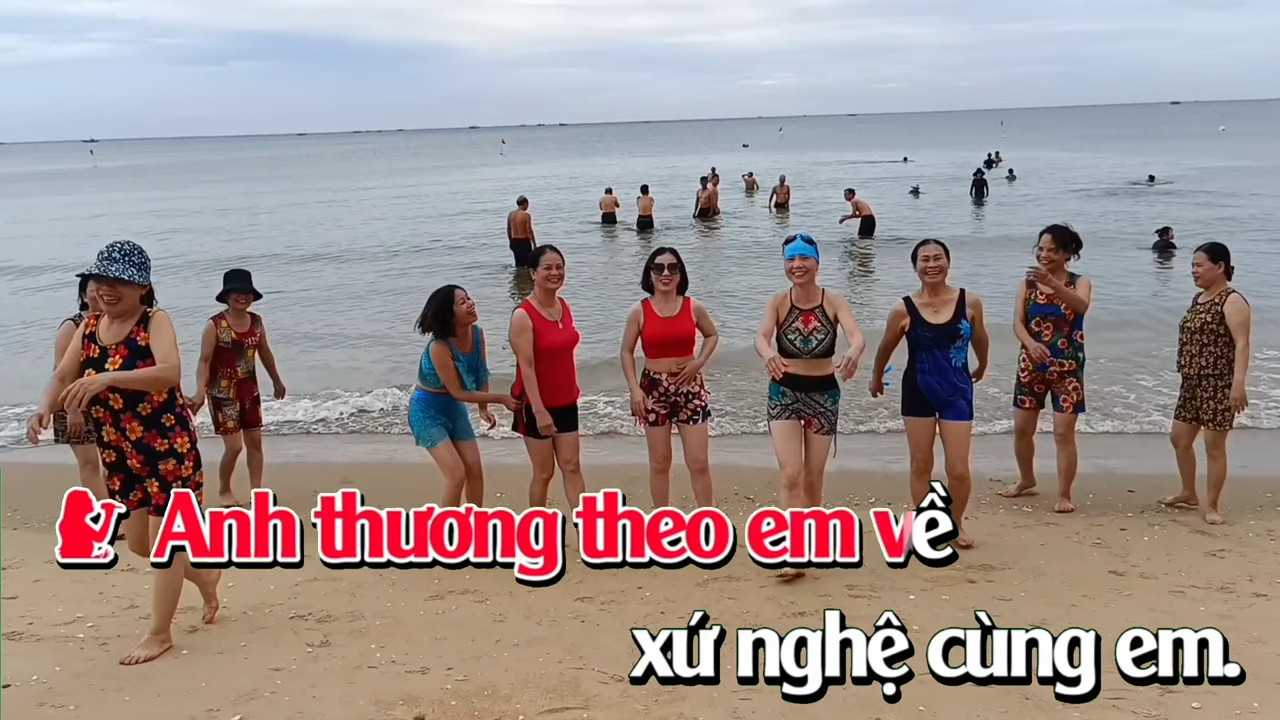 Anh thương theo em về
xứ nghệ cùng em.